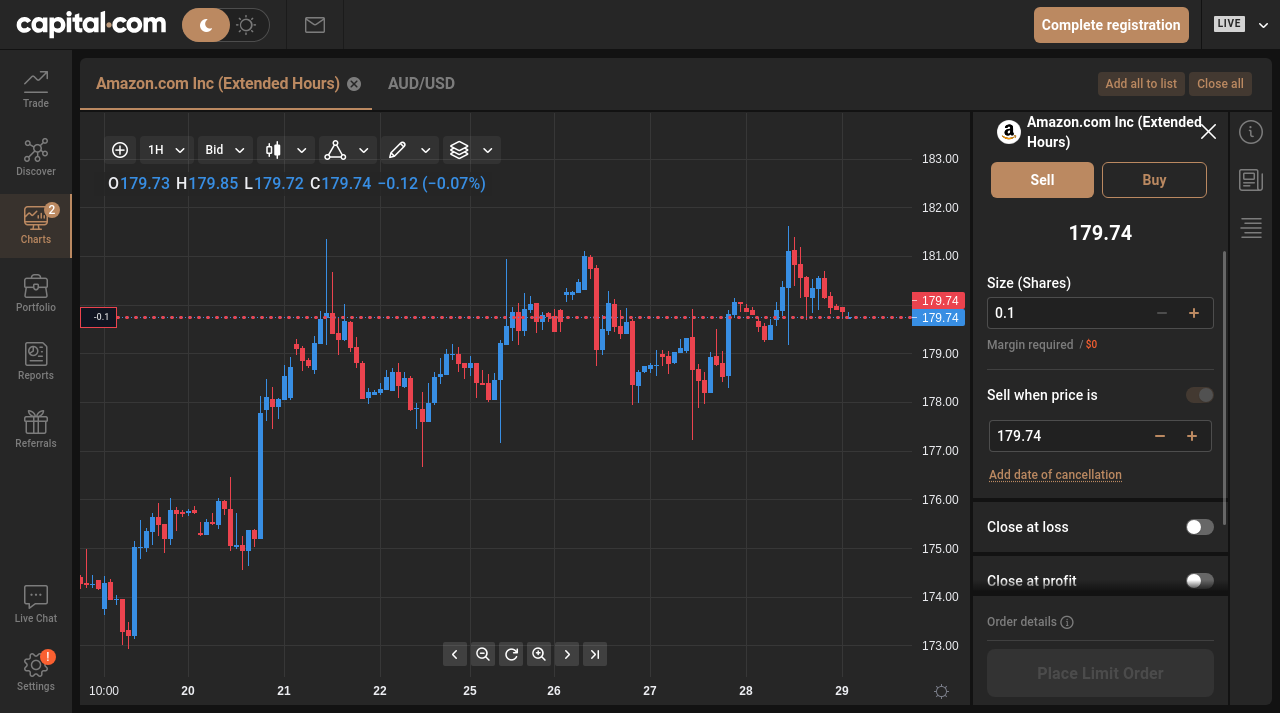 capital.com
Complete registration
LIVE
Trade
Discover
2
Charts
Portfolio
Reports
Referrals
Live Chat
!
Settings
Amazon.com Inc (Extended Hours)
AUD/USD
Add all to list
Close all
1H
Bid
O179.73 H179.85 L179.72 C179.74 −0.12 (−0.07%)
183.00
182.00
181.00
179.74
179.74
179.00
178.00
177.00
176.00
175.00
174.00
173.00
-0.1
10:00
20
21
22
25
26
27
28
29
a
Amazon.com Inc (Extended
Hours)
Sell
Buy
179.74
Size (Shares)
0.1
Margin required / $0
Sell when price is
179.74
Add date of cancellation
Close at loss
Close at profit
Order details
Place Limit Order